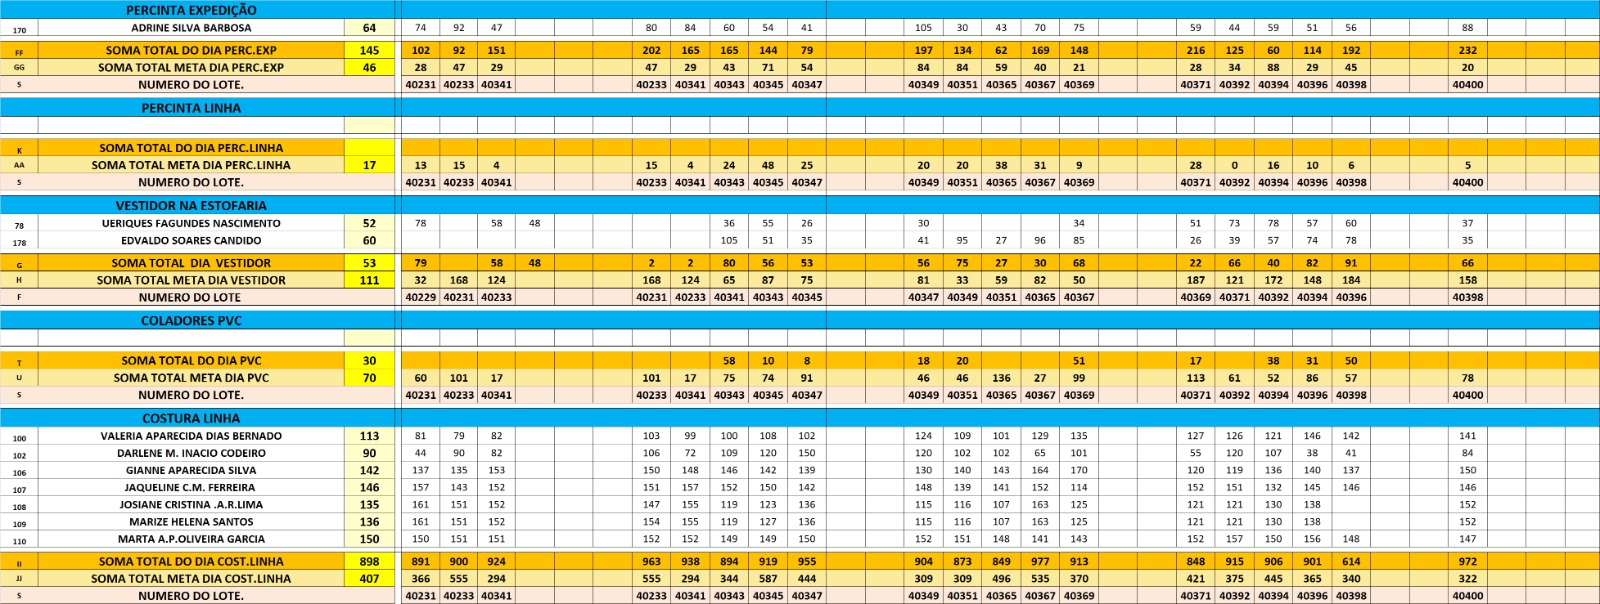 PERCINTA EXPEDIÇÃO
170 ADRINE SILVA BARBOSA 64 74 92 47 80 84 60 54 41 105 30 43 70 75 59 44 59 51 56 88
FF SOMA TOTAL DO DIA PERC.EXP 145 102 92 151 202 165 165 144 79 197 134 62 169 148 216 125 60 114 192 232
GG SOMA TOTAL META DIA PERC.EXP 46 28 47 29 47 29 43 71 54 84 84 59 40 21 28 34 88 29 45 20
S NUMERO DO LOTE. 40231 40233 40341 40233 40341 40343 40345 40347 40349 40351 40365 40367 40369 40371 40392 40394 40396 40398 40400
PERCINTA LINHA
K SOMA TOTAL DO DIA PERC.LINHA
AA SOMA TOTAL META DIA PERC.LINHA 17 13 15 4 15 4 24 48 25 20 20 38 31 9 28 0 16 10 6 5
S NUMERO DO LOTE. 40231 40233 40341 40233 40341 40343 40345 40347 40349 40351 40365 40367 40369 40371 40392 40394 40396 40398 40400
VESTIDOR NA ESTOFARIA
78 UERIQUES FAGUNDES NASCIMENTO 52 78 58 48 36 55 26 30 34 51 73 78 57 60 37
178 EDVALDO SOARES CANDIDO 60 105 51 35 41 95 27 96 85 26 39 57 74 78 35
G SOMA TOTAL DIA VESTIDOR 53 79 58 48 2 2 80 56 53 56 75 27 30 68 22 66 40 82 91 66
H SOMA TOTAL META DIA VESTIDOR 111 32 168 124 168 124 65 87 75 81 33 59 82 50 187 121 172 148 184 158
F NUMERO DO LOTE 40229 40231 40233 40231 40233 40341 40343 40345 40347 40349 40351 40365 40367 40369 40371 40392 40394 40396 40398
COLADORES PVC
T SOMA TOTAL DO DIA PVC 30 58 10 8 18 20 51 17 38 31 50
U SOMA TOTAL META DIA PVC 70 60 101 17 101 17 75 74 91 46 46 136 27 99 113 61 52 86 57 78
S NUMERO DO LOTE. 40231 40233 40341 40233 40341 40343 40345 40347 40349 40351 40365 40367 40369 40371 40392 40394 40396 40398 40400
COSTURA LINHA
100 VALERIA APARECIDA DIAS BERNADO 113 81 79 82 103 99 100 108 102 124 109 101 129 135 127 126 121 146 142 141
102 DARLENE M. INACIO CODEIRO 90 44 90 82 106 72 109 120 150 120 102 102 65 101 55 120 107 38 41 84
106 GIANNE APARECIDA SILVA 142 137 135 153 150 148 146 142 139 130 140 143 164 170 120 119 136 140 137 150
107 JAQUELINE C.M. FERREIRA 146 157 143 152 151 157 152 150 142 148 139 141 152 114 152 151 132 145 146 146
108 JOSIANE CRISTINA .A.R.LIMA 135 161 151 152 147 155 119 123 136 115 116 107 163 125 121 121 130 138 152
109 MARIZE HELENA SANTOS 136 161 151 152 154 155 119 127 136 115 116 107 163 125 121 121 130 138 152
110 MARTA A.P.OLIVEIRA GARCIA 150 150 151 151 152 152 149 149 150 152 151 148 141 143 152 157 150 156 148 147
II SOMA TOTAL DO DIA COST.LINHA 898 891 900 924 963 938 894 919 955 904 873 849 977 913 848 915 906 901 614 972
JJ SOMA TOTAL META DIA COST.LINHA 407 366 555 294 555 294 344 587 444 309 309 496 535 370 421 375 445 365 340 322
S NUMERO DO LOTE. 40231 40233 40341 40233 40341 40343 40345 40347 40349 40351 40365 40367 40369 40371 40392 40394 40396 40398 40400